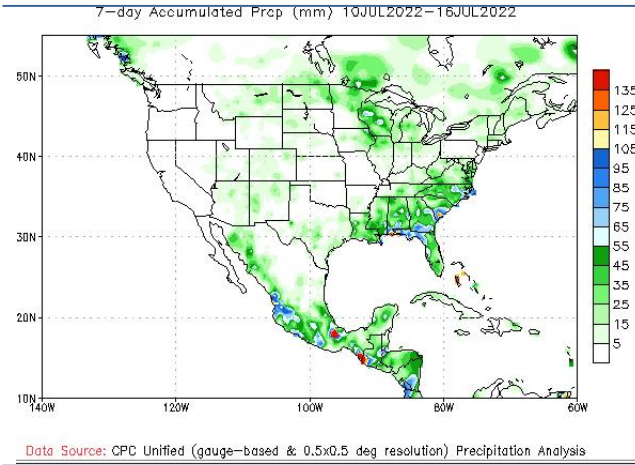 7-day Accumulated Prcp (mm) 10JUL2022-16JUL2022
50N
40N
30N
20N
10N
140W 120W 100W 80W 60W
135
125
115
105
95
85
75
65
55
45
35
25
15
5
Data Source: CPC Unified (gauge-based & 0.5x0.5 deg resolution) Precipitation Analysis